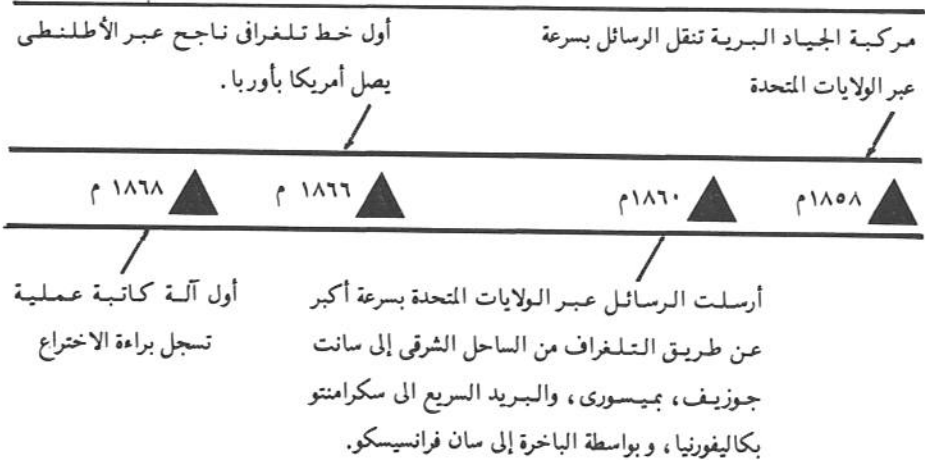 مركبة الجياد البرية تنقل الرسائل بسرعة
عبر الولايات المتحدة
أول خط تلغرافى ناجح عبر الأطلنطى
يصل أمريكا بأوربا .
١٨٥٨م
١٨٦٠م
١٨٦٦ م
١٨٦٨ م
أرسلت الرسائل عبر الولايات المتحدة بسرعة أكبر
عن طريق التلغراف من الساحل الشرقى إلى سانت
جوزيف، بميسورى، والبريد السريع الى سكرامنتو
بكاليفورنيا، وبواسطة الباخرة إلى سان فرانسيسكو.
أول آلة كاتبة عملية
تسجل براءة الاختراع